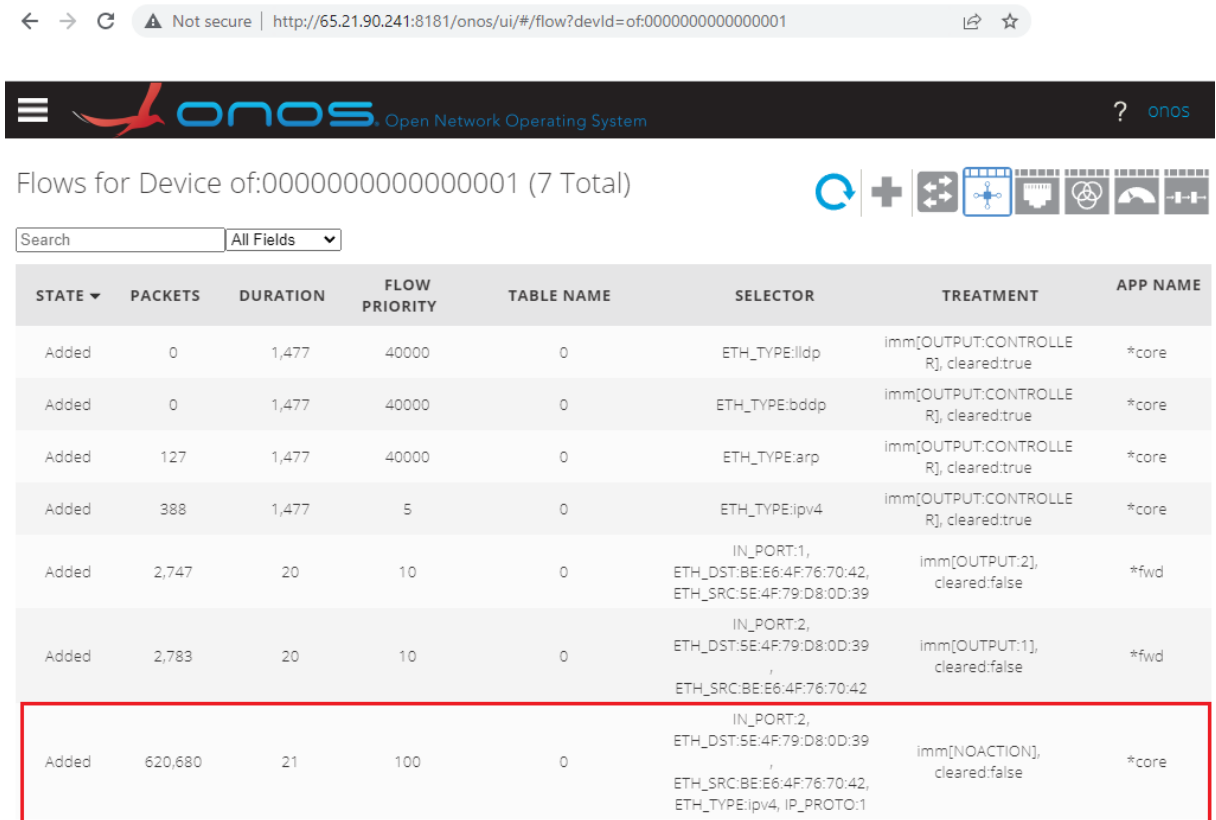 Not secure | http://65.21.90.241:8181/onos/ui/#/flow?devId=of:0000000000000001
onos. Open Network Operating System ? onos
Flows for Device of:0000000000000001 (7 Total)
Search All Fields
STATE PACKETS DURATION FLOW PRIORITY TABLE NAME SELECTOR TREATMENT APP NAME
Added 0 1,477 40000 0 ETH_TYPE:lldp imm[OUTPUT:CONTROLLE
R], cleared:true *core
Added 0 1,477 40000 0 ETH_TYPE:bddp imm[OUTPUT:CONTROLLE
R], cleared:true *core
Added 127 1,477 40000 0 ETH_TYPE:arp imm[OUTPUT:CONTROLLE
R], cleared:true *core
Added 388 1,477 5 0 ETH_TYPE:ipv4 imm[OUTPUT:CONTROLLE
R], cleared:true *core
Added 2,747 20 10 0 IN_PORT:1,
ETH_DST:BE:E6:4F:76:70:42,
ETH_SRC:5E:4F:79:D8:0D:39 imm[OUTPUT:2],
cleared:false *fwd
Added 2,783 20 10 0 IN_PORT:2,
ETH_DST:5E:4F:79:D8:0D:39
,
ETH_SRC:BE:E6:4F:76:70:42 imm[OUTPUT:1],
cleared:false *fwd
Added 620,680 21 100 0 IN_PORT:2,
ETH_DST:5E:4F:79:D8:0D:39
,
ETH_SRC:BE:E6:4F:76:70:42,
ETH_TYPE:ipv4, IP_PROTO:1 imm[NOACTION],
cleared:false *core